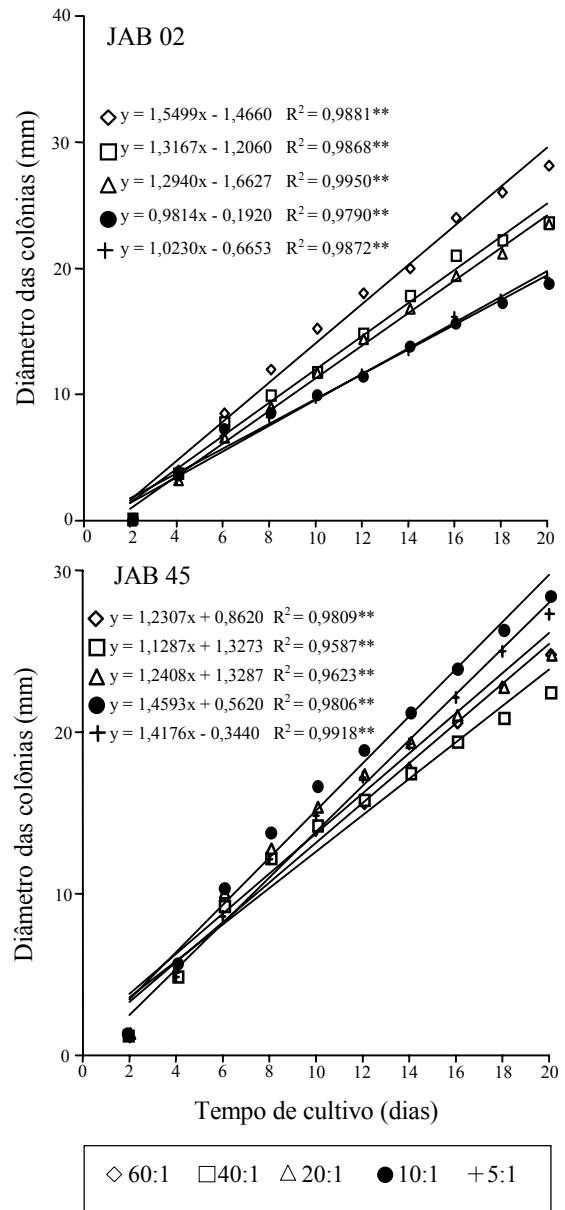 40
JAB 02
y = 1,5499x - 1,4660 R² = 0,9881**
30
y = 1,3167x - 1,2060 R² = 0,9868**
y = 1,2940x - 1,6627 R² = 0,9950**
y = 0,9814x - 0,1920 R² = 0,9790**
y = 1,0230x - 0,6653 R² = 0,9872**
20
10
0
Diâmetro das colônias (mm)
0 2 4 6 8 10 12 14 16 18 20
30
JAB 45
y = 1,2307x + 0,8620 R² = 0,9809**
y = 1,1287x + 1,3273 R² = 0,9587**
y = 1,2408x + 1,3287 R² = 0,9623**
y = 1,4593x + 0,5620 R² = 0,9806**
y = 1,4176x - 0,3440 R² = 0,9918**
20
10
0
Diâmetro das colônias (mm)
0 2 4 6 8 10 12 14 16 18 20
Tempo de cultivo (dias)
60:1 40:1 20:1 10:1 5:1